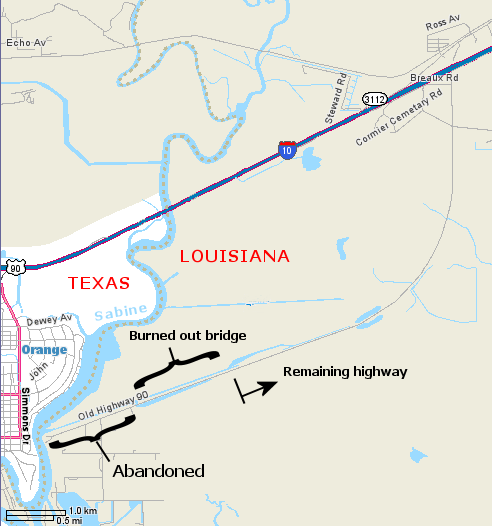 Ross Av
Echo Av
Breaux Rd
Steward Rd
3112
Cormier Cemetary Rd
10
LOUISIANA
90
TEXAS
Sabine
Dewey Av
Burned out bridge
Orange
John
Remaining highway
Simmons Dr
Old Highway 90
Abandoned
1.0 km
0.5 mi